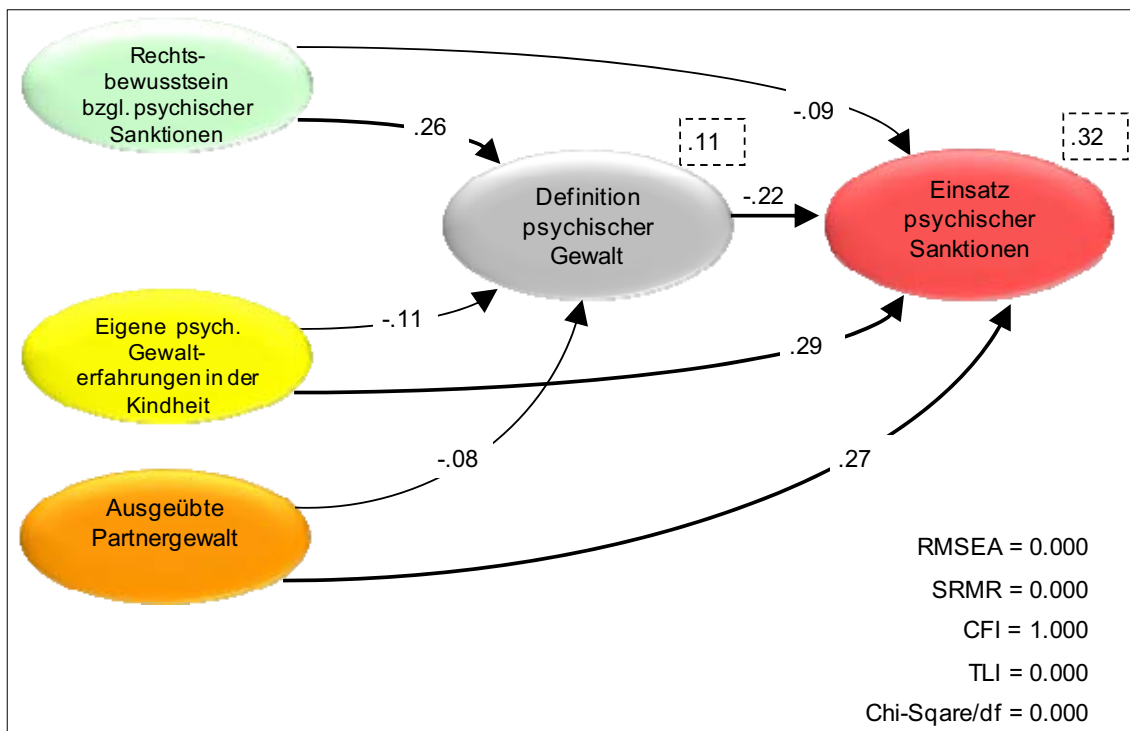 Rechts-
bewusstsein
bzgl. psychischer
Sanktionen
-.09
.26
.11
.32
Definition
psychischer
Gewalt
-.22
Einsatz
psychischer
Sanktionen
Eigene psych.
Gewalt-
erfahrungen in der
Kindheit
-.11
.29
-.08
.27
Ausgeübte
Partnergewalt
RMSEA = 0.000
SRMR = 0.000
CFI = 1.000
TLI = 0.000
Chi-Sqare/df = 0.000